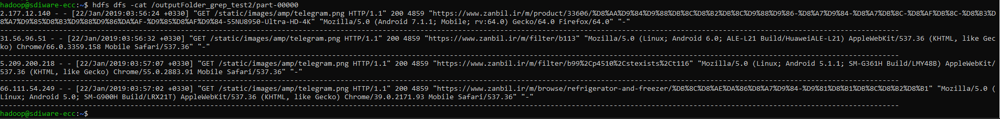 hadoop@sdiware-ecc:~$ hdfs dfs -cat /outputFolder_grep_test2/part-00000
2.177.12.140 - - [22/Jan/2019:03:56:24 +0330] "GET /static/images/amp/telegram.png HTTP/1.1" 200 4859 "https://www.zanbil.ir/m/product/33606/%D8%AA%D9%84%D9%88%DB%8C%D8%B2%DB%8C%D9%88%D9%86-%D8%A7%D9%84-%D8%A7%DB%8C-%D8%AF%DB%8C-%D8%B3%D
8%A7%D9%85%D8%B3%D9%88%D9%86%DA%AF-%D9%85%D8%AF%D9%84-55NU8950-Ultra-HD-4K" "Mozilla/5.0 (Android 7.1.1; Mobile; rv:64.0) Gecko/64.0 Firefox/64.0" "-"
--------------------------------------------------------------------------------------------------------------------------------------------------------------------------------------------------------------------
31.56.96.51 - - [22/Jan/2019:03:56:32 +0330] "GET /static/images/amp/telegram.png HTTP/1.1" 200 4859 "https://www.zanbil.ir/m/filter/b113" "Mozilla/5.0 (Linux; Android 6.0; ALE-L21 Build/HuaweiALE-L21) AppleWebKit/537.36 (KHTML, like Gec
ko) Chrome/66.0.3359.158 Mobile Safari/537.36" "-"
--------------------------------------------------------------------------------------------------------------------------------------------------------------------------------------------------------------------
5.209.200.218 - - [22/Jan/2019:03:57:07 +0330] "GET /static/images/amp/telegram.png HTTP/1.1" 200 4859 "https://www.zanbil.ir/m/filter/b99%2Cp4510%2Cstexists%2Ct116" "Mozilla/5.0 (Linux; Android 5.1.1; SM-G361H Build/LMY48B) AppleWebKit/
537.36 (KHTML, like Gecko) Chrome/55.0.2883.91 Mobile Safari/537.36" "-"
--------------------------------------------------------------------------------------------------------------------------------------------------------------------------------------------------------------------
66.111.54.249 - - [22/Jan/2019:03:57:02 +0330] "GET /static/images/amp/telegram.png HTTP/1.1" 200 4859 "https://www.zanbil.ir/m/browse/refrigerator-and-freezer/%DB%8C%D8%AE%DA%86%D8%A7%D9%84-%D9%81%D8%B1%DB%8C%D8%B2%D8%B1" "Mozilla/5.0 (
Linux; Android 5.0; SM-G900H Build/LRX21T) AppleWebKit/537.36 (KHTML, like Gecko) Chrome/39.0.2171.93 Mobile Safari/537.36" "-"
--------------------------------------------------------------------------------------------------------------------------------------------------------------------------------------------------------------------
hadoop@sdiware-ecc:~$